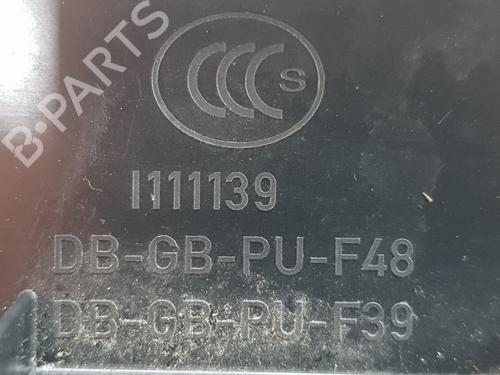 B-PARTS
CCC S
I111139
DB-GB-PU-F48
DB-GB-PU-F39